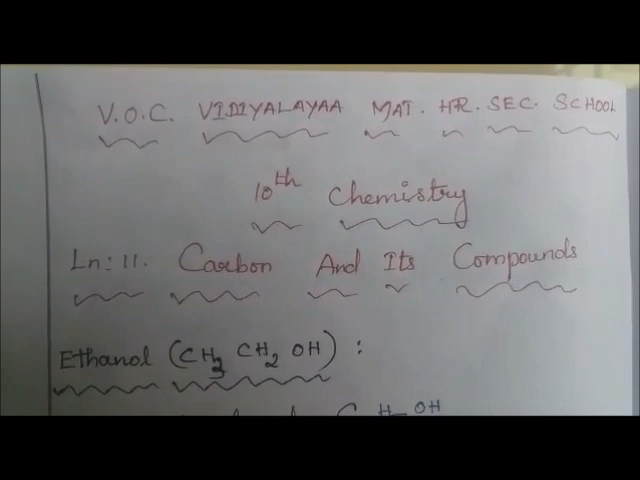 V.O.C. VIDIYALAYAA MAT. HR. SEC. SCHOOL
10th Chemistry
Ln: 11. Carbon And Its Compounds
Ethanol (CH3 CH2 OH) :